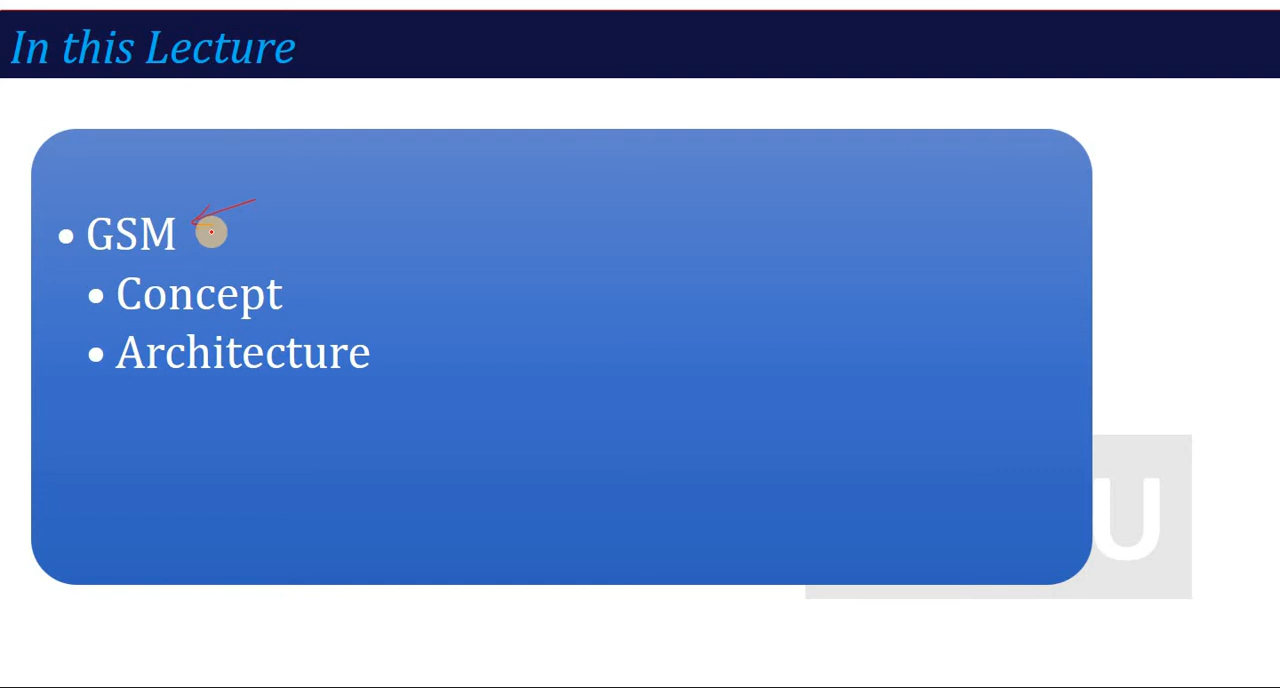 In this Lecture
• GSM
• Concept
• Architecture
U